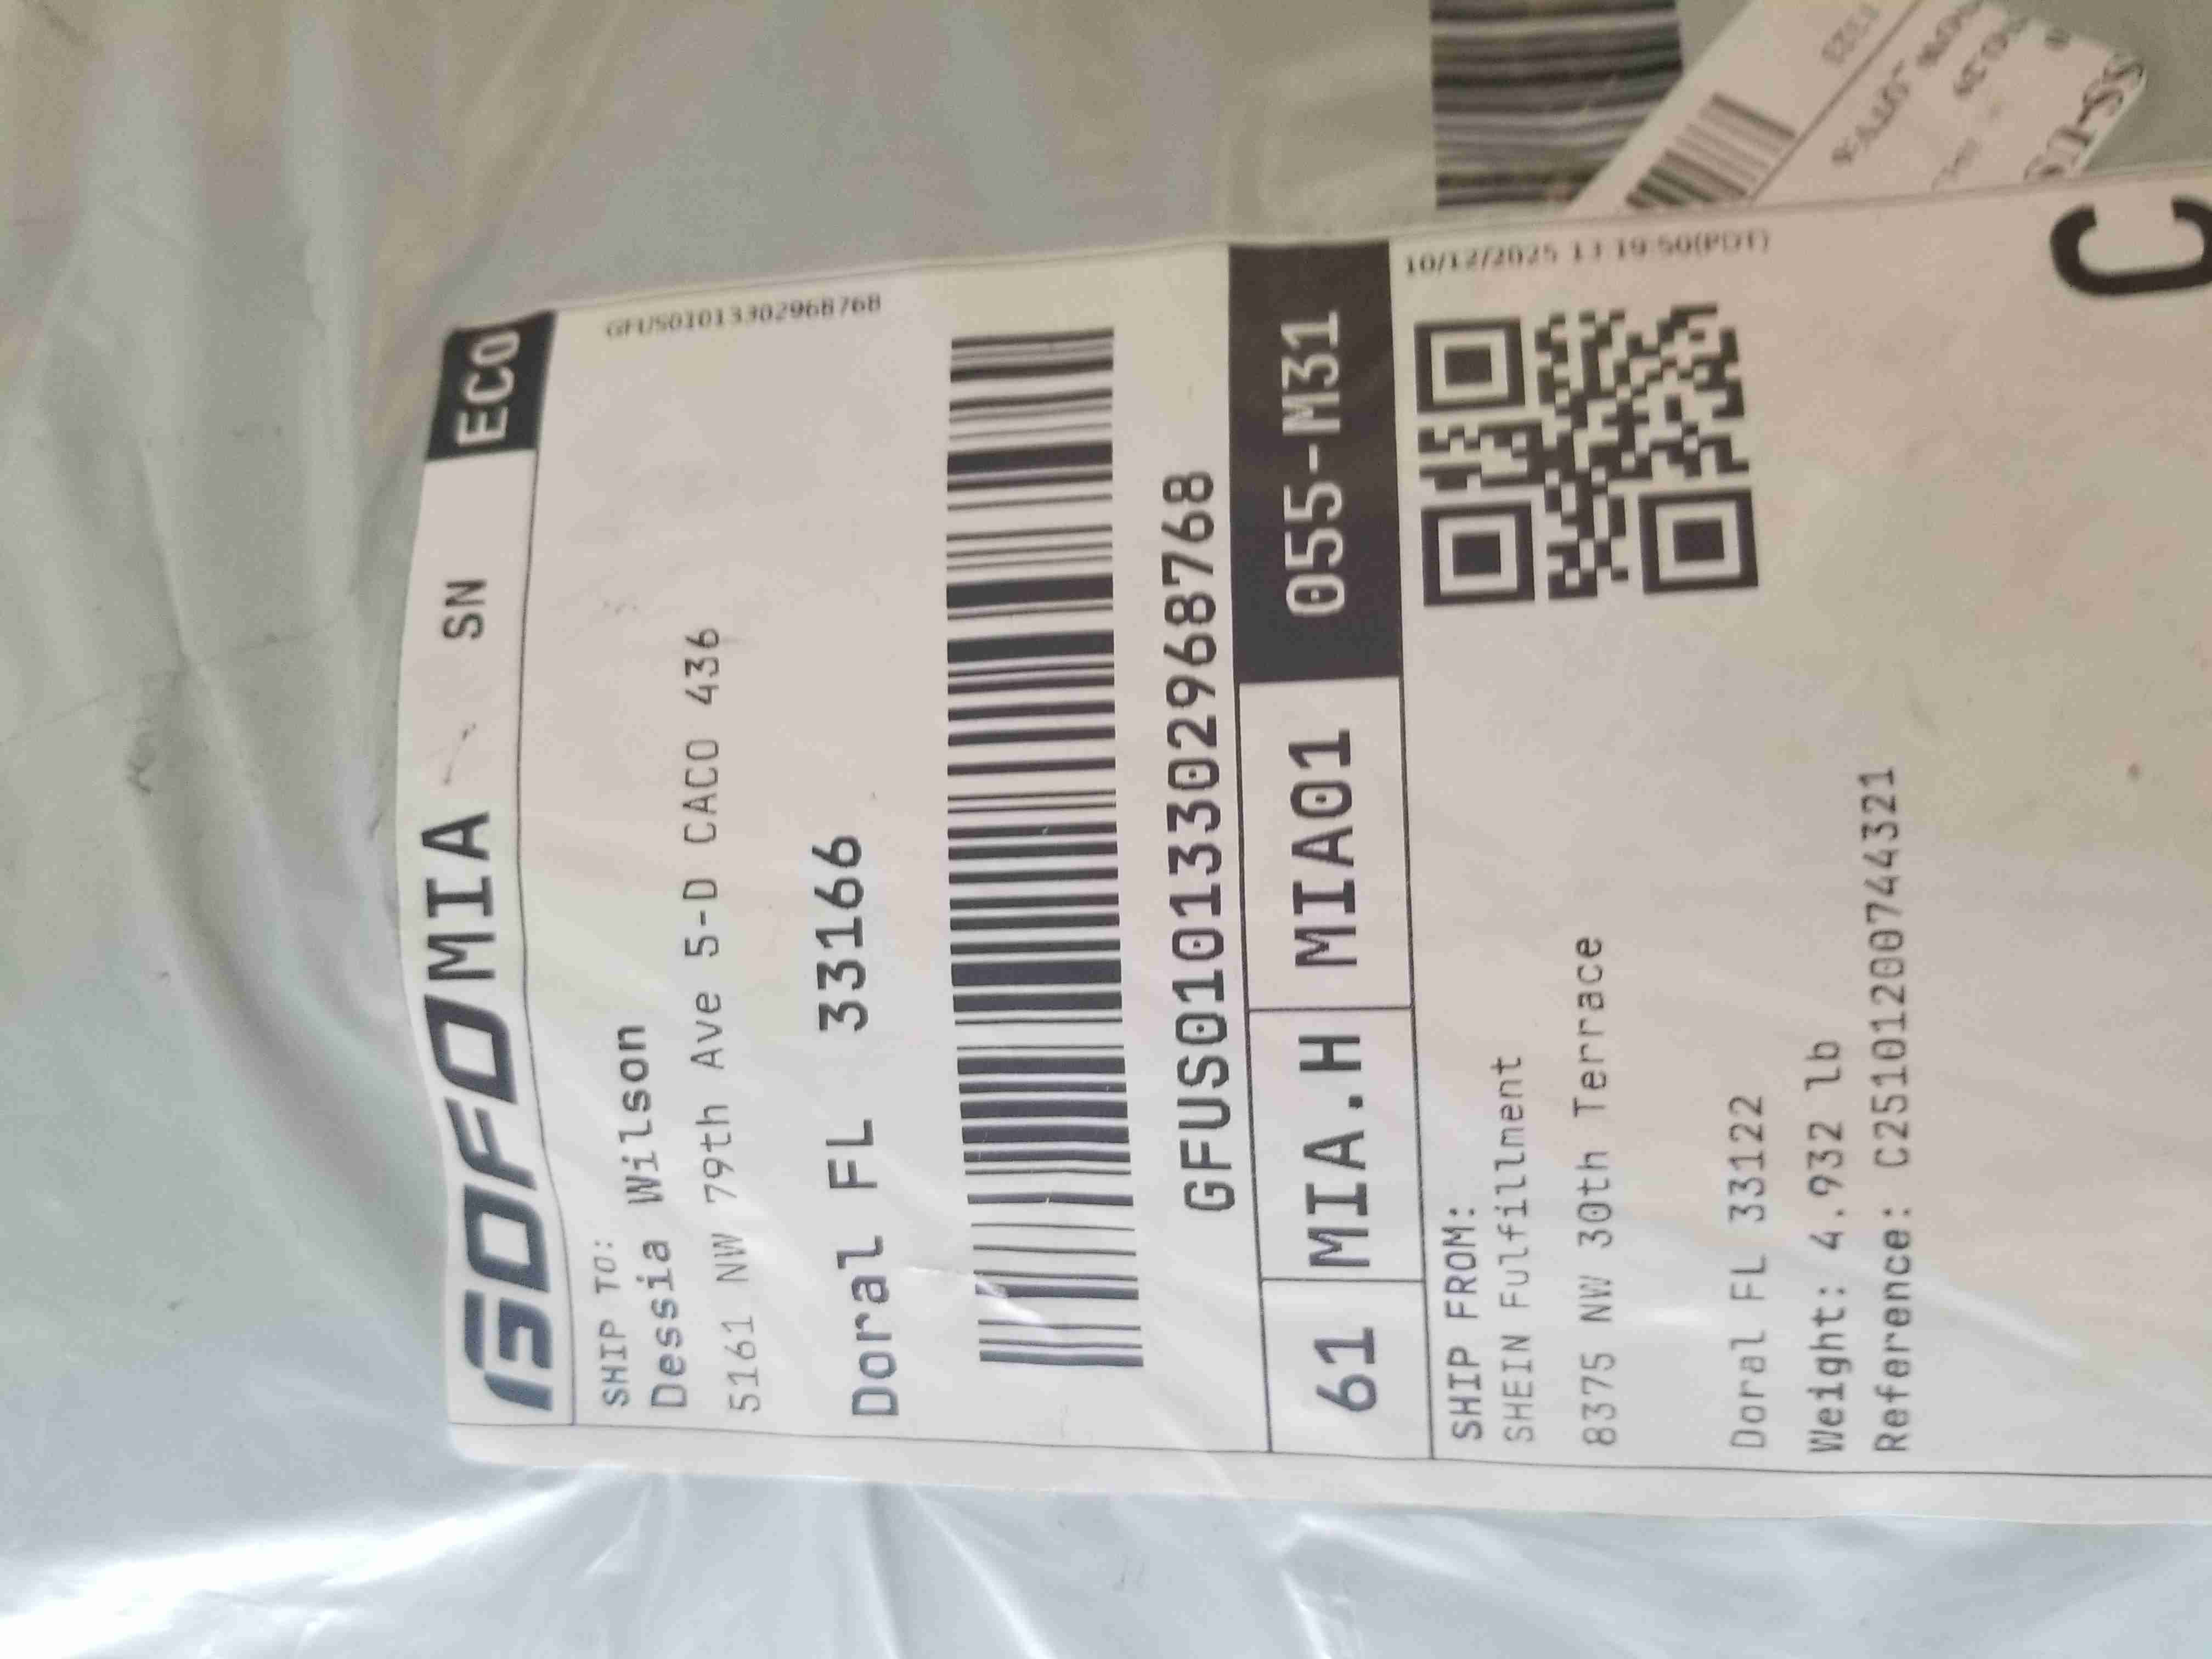 GOFO MIA SN ECO
SHIP TO:
Dessia Wilson
5161 NW 79th Ave 5-D CACO 436
Doral FL 33166
GFUS01013302968768
GFUS01013302968768
61 MIA.H MIA01 055-M31
SHIP FROM:
SHEIN Fulfillment
8375 NW 30th Terrace
Doral FL 33122
Weight: 4.932 lb
Reference: C25101200744321
10/12/2025 13:19:50(PDT)
C